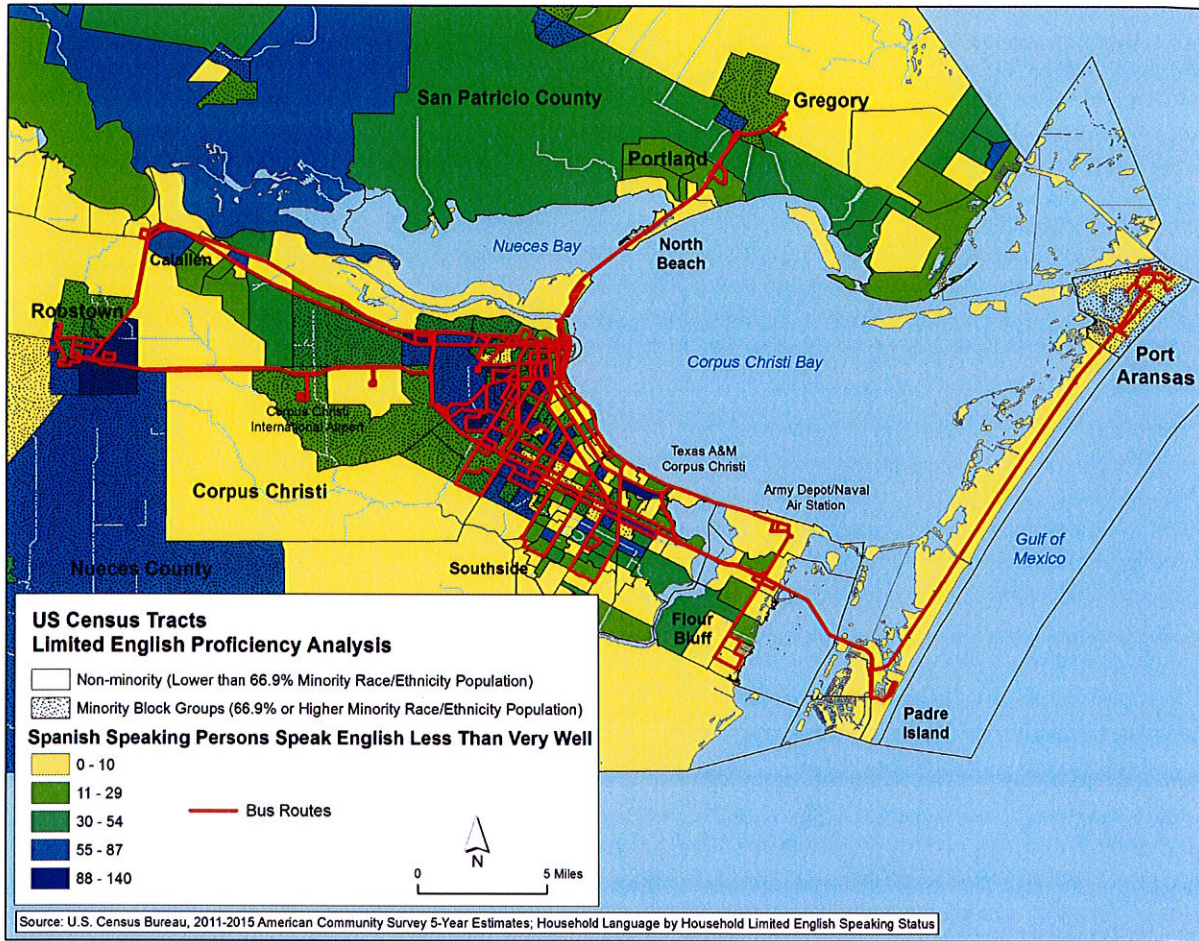 San Patricio County
Gregory
Portland
Nueces Bay
North
Beach
Calallen
Robstown
Corpus Christi Bay
Port
Aransas
Corpus Christi
International Airport
Texas A&M
Corpus Christi
Army Depot/Naval
Air Station
Corpus Christi
Gulf of
Mexico
Southside
Nueces County
Flour
Bluff
Padre
Island
US Census Tracts
Limited English Proficiency Analysis
Non-minority (Lower than 66.9% Minority Race/Ethnicity Population)
Minority Block Groups (66.9% or Higher Minority Race/Ethnicity Population)
Spanish Speaking Persons Speak English Less Than Very Well
0 - 10
11 - 29
30 - 54
55 - 87
88 - 140
Bus Routes
N
0 5 Miles
Source: U.S. Census Bureau, 2011-2015 American Community Survey 5-Year Estimates; Household Language by Household Limited English Speaking Status